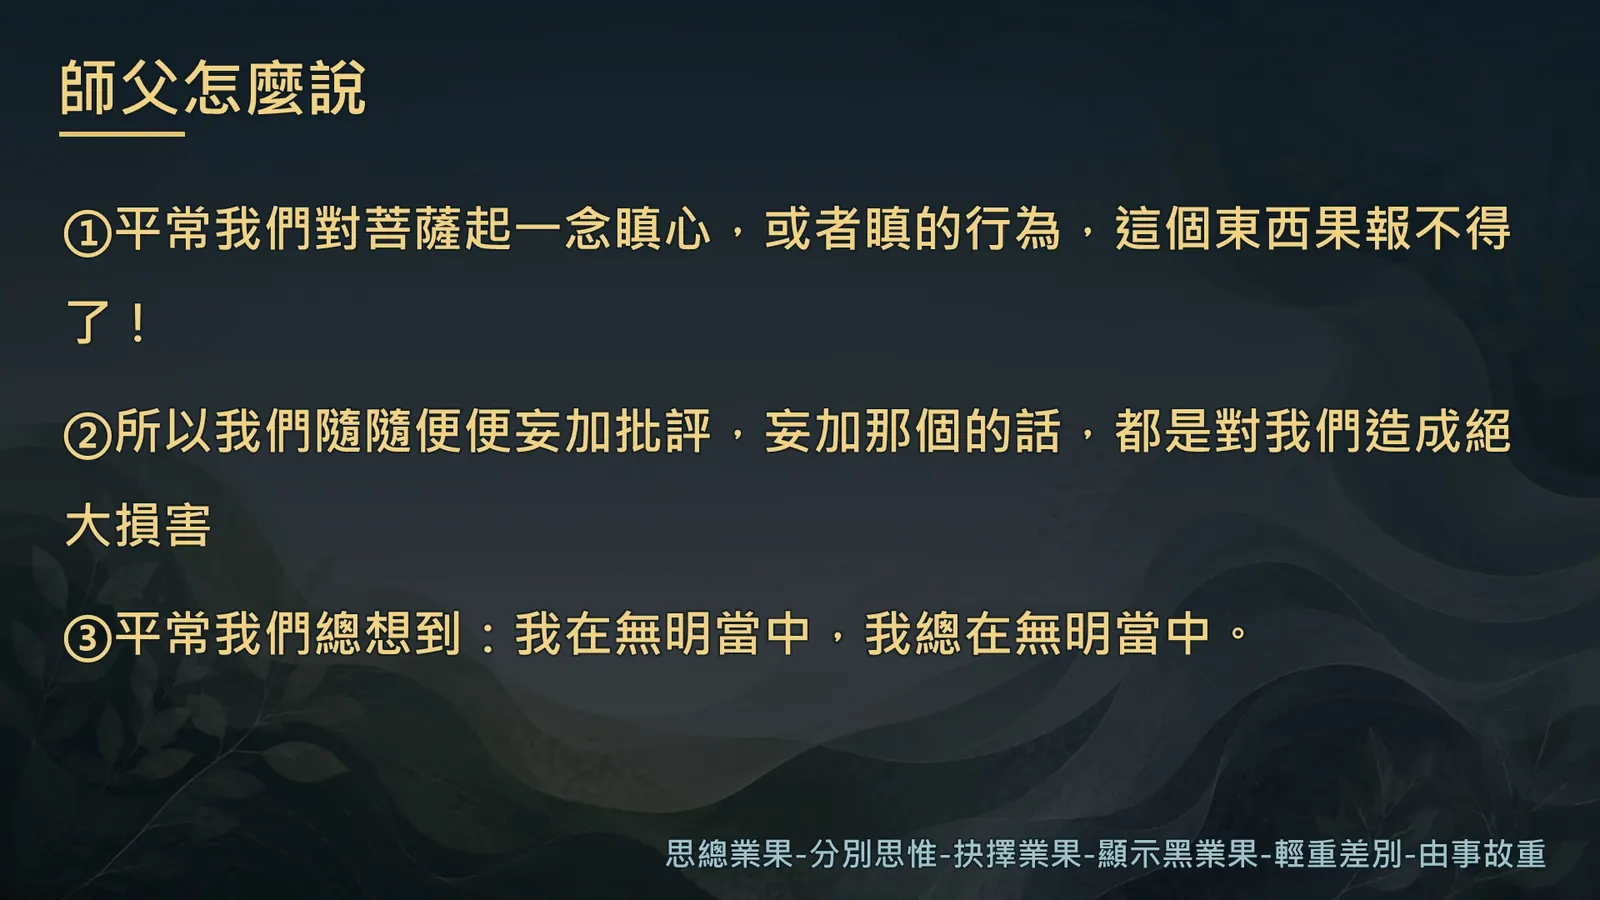 師父怎麼說
①平常我們對菩薩起一念瞋心，或者瞋的行為，這個東西果報不得
了！
②所以我們隨隨便便妄加批評，妄加那個的話，都是對我們造成絕
大損害
③平常我們總想到：我在無明當中，我總在無明當中。
思總業果-分別思惟-抉擇業果-顯示黑業果-輕重差別-由事故重